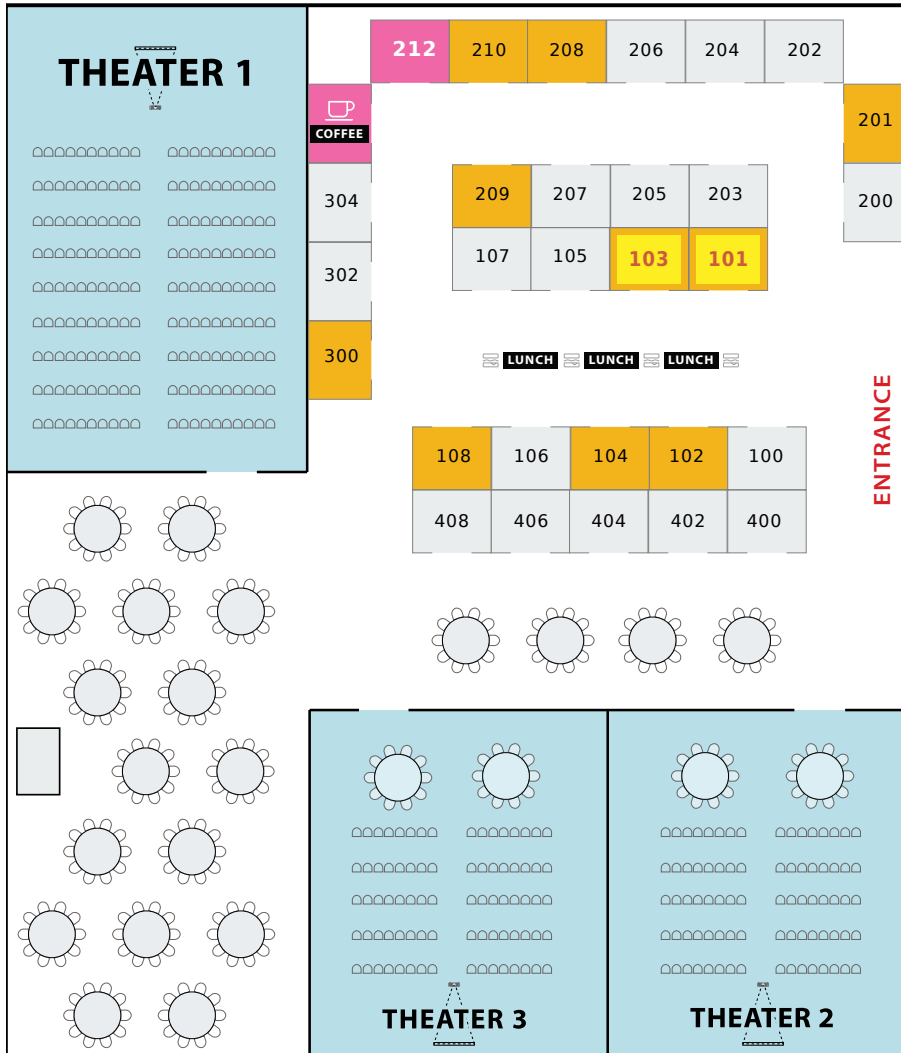 THEATER 1
212 210 208 206 204 202
COFFEE
201
304
200
209 207 205 203
107 105 103 101
302
300
LUNCH LUNCH LUNCH
ENTRANCE
108 106 104 102 100
408 406 404 402 400
THEATER 3
THEATER 2